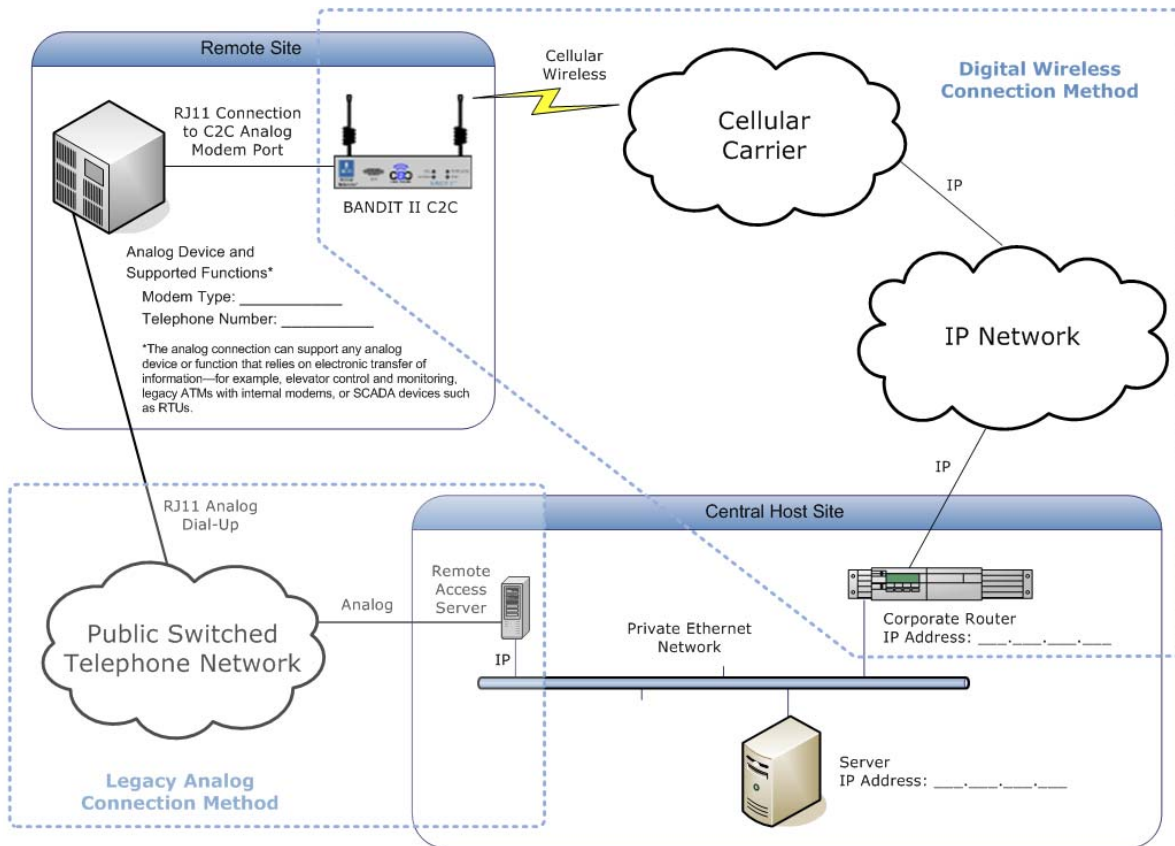 Remote Site
RJ11 Connection
to C2C Analog
Modem Port
BANDIT II C2C
Cellular
Wireless
Cellular
Carrier
Digital Wireless
Connection Method
IP
IP Network
IP
Analog Device and
Supported Functions*
Modem Type: ____________
Telephone Number: ___________
*The analog connection can support any analog
device or function that relies on electronic transfer of
information—for example, elevator control and monitoring,
legacy ATMs with internal modems, or SCADA devices such
as RTUs.
RJ11 Analog
Dial-Up
Public Switched
Telephone Network
Analog
Legacy Analog
Connection Method
Central Host Site
Remote
Access
Server
IP
Private Ethernet
Network
Corporate Router
IP Address: ___.___.___.___
Server
IP Address: ___.___.___.___